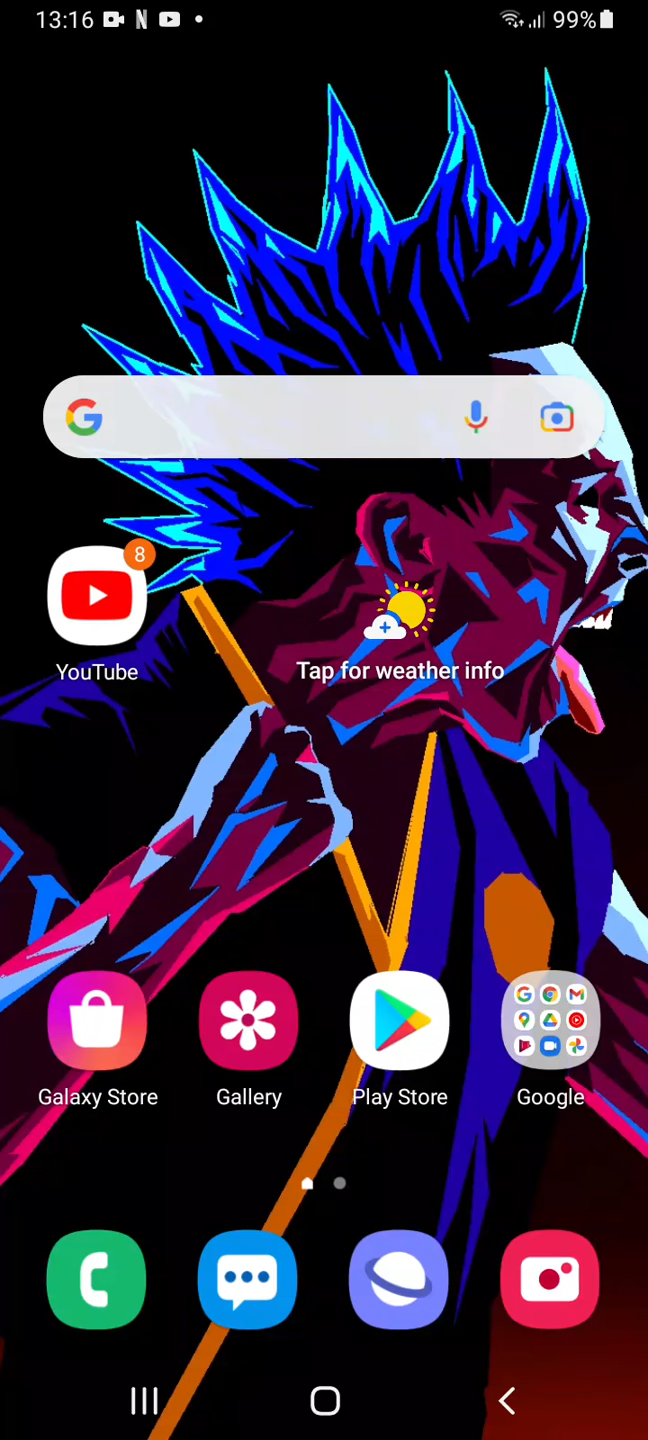 13:16 N 99%
8
YouTube
Tap for weather info
Galaxy Store
Gallery
Play Store
Google